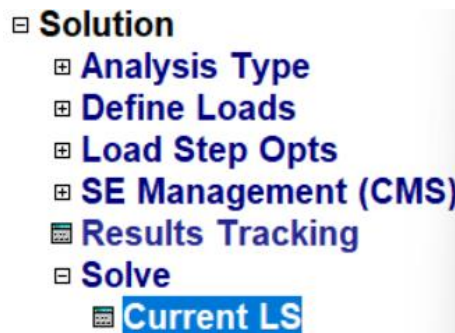 Solution
Analysis Type
Define Loads
Load Step Opts
SE Management (CMS)
Results Tracking
Solve
Current LS